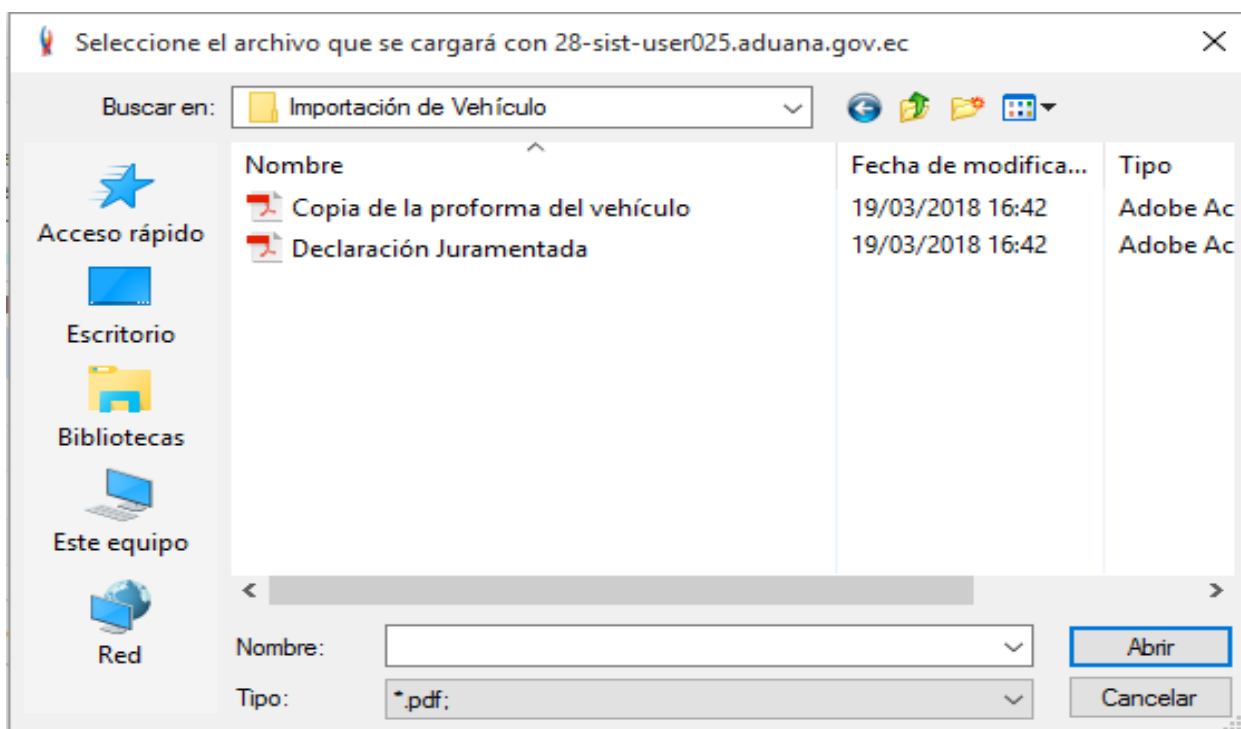 Seleccione el archivo que se cargará con 28-sist-user025.aduana.gov.ec
Buscar en: Importación de Vehículo
Nombre Fecha de modifica... Tipo
Copia de la proforma del vehículo 19/03/2018 16:42 Adobe Ac
Declaración Juramentada 19/03/2018 16:42 Adobe Ac
Acceso rápido
Escritorio
Bibliotecas
Este equipo
Red
Nombre: Abrir
Tipo: *.pdf; Cancelar